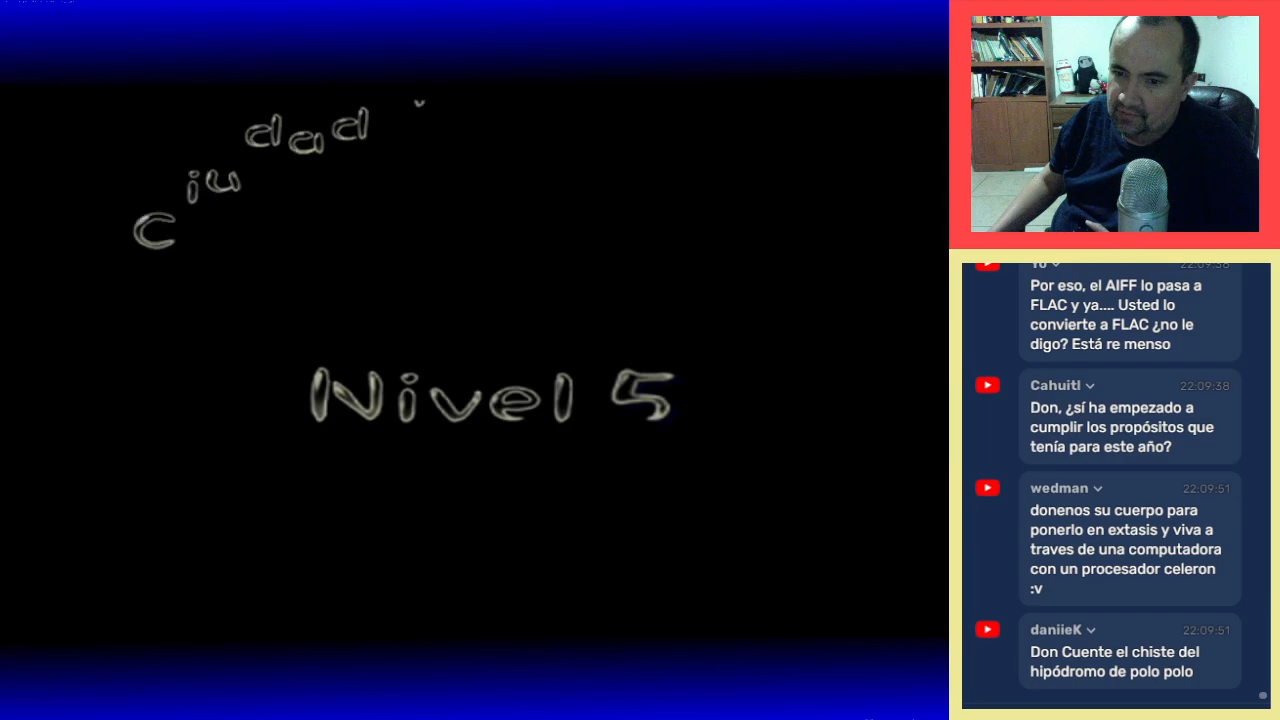 Ciudad
Nivel 5
22:09:38
Por eso, el AIFF lo pasa a
FLAC y ya.... Usted lo
convierte a FLAC ¿no le
digo? Está re menso
Cahuitl 22:09:38
Don, ¿sí ha empezado a
cumplir los propósitos que
tenía para este año?
wedman 22:09:51
donenos su cuerpo para
ponerlo en extasis y viva a
traves de una computadora
con un procesador celeron
:v
daniieK 22:09:51
Don Cuente el chiste del
hipódromo de polo polo